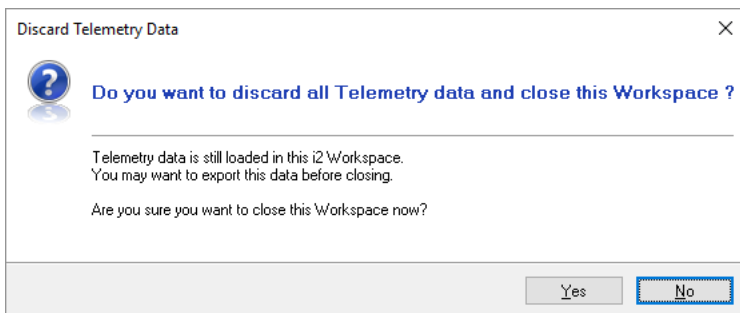 Discard Telemetry Data
Do you want to discard all Telemetry data and close this Workspace ?
Telemetry data is still loaded in this i2 Workspace.
You may want to export this data before closing.
Are you sure you want to close this Workspace now?
Yes
No